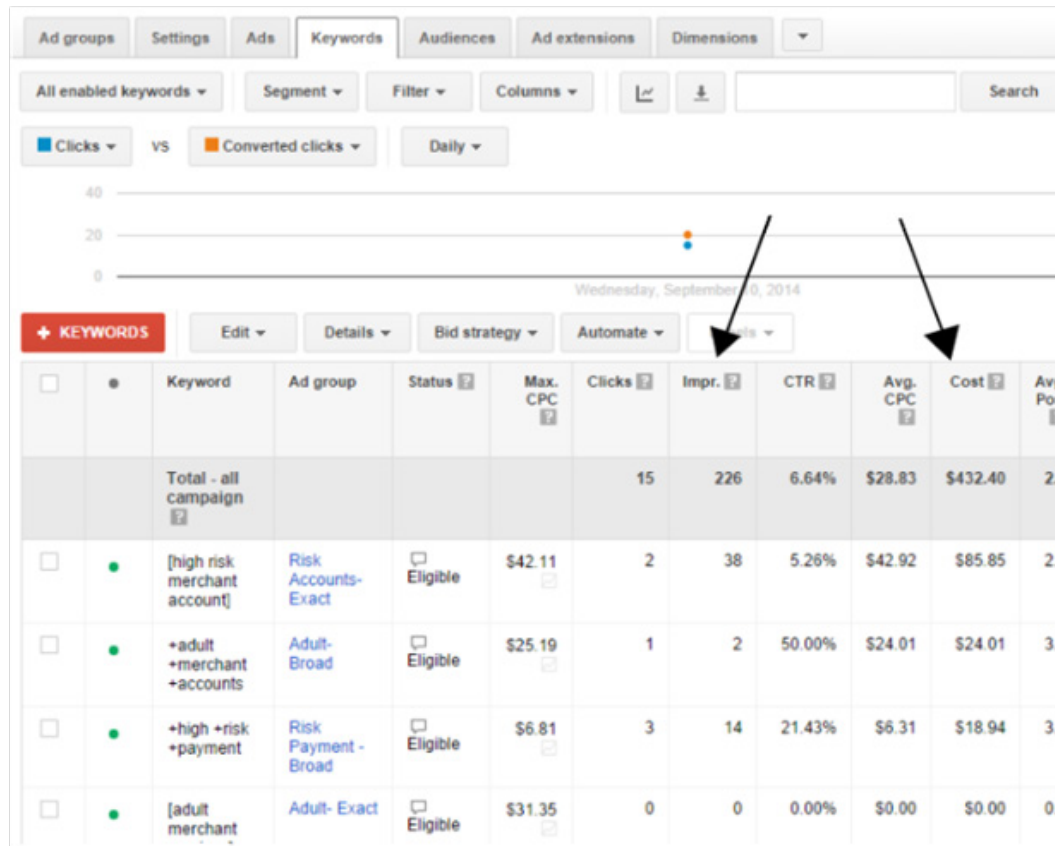 Ad groups Settings Ads Keywords Audiences Ad extensions Dimensions
All enabled keywords Segment Filter Columns Search
Clicks vs Converted clicks Daily
40
20
0
Wednesday, September 10, 2014
+ KEYWORDS Edit Details Bid strategy Automate
Keyword Ad group Status ? Max. Clicks ? Impr. ? CTR ? Avg. Cost ?
CPC CPC
? ?
Total - all 15 226 6.64% $28.83 $432.40
campaign
?
[high risk Risk Eligible $42.11 2 38 5.26% $42.92 $85.85
merchant Accounts-
account] Exact
+adult Adult- Eligible $25.19 1 2 50.00% $24.01 $24.01
+merchant Broad
+accounts
+high +risk Risk Eligible $6.81 3 14 21.43% $6.31 $18.94
+payment Payment -
Broad
[adult Adult- Exact Eligible $31.35 0 0 0.00% $0.00 $0.00
merchant